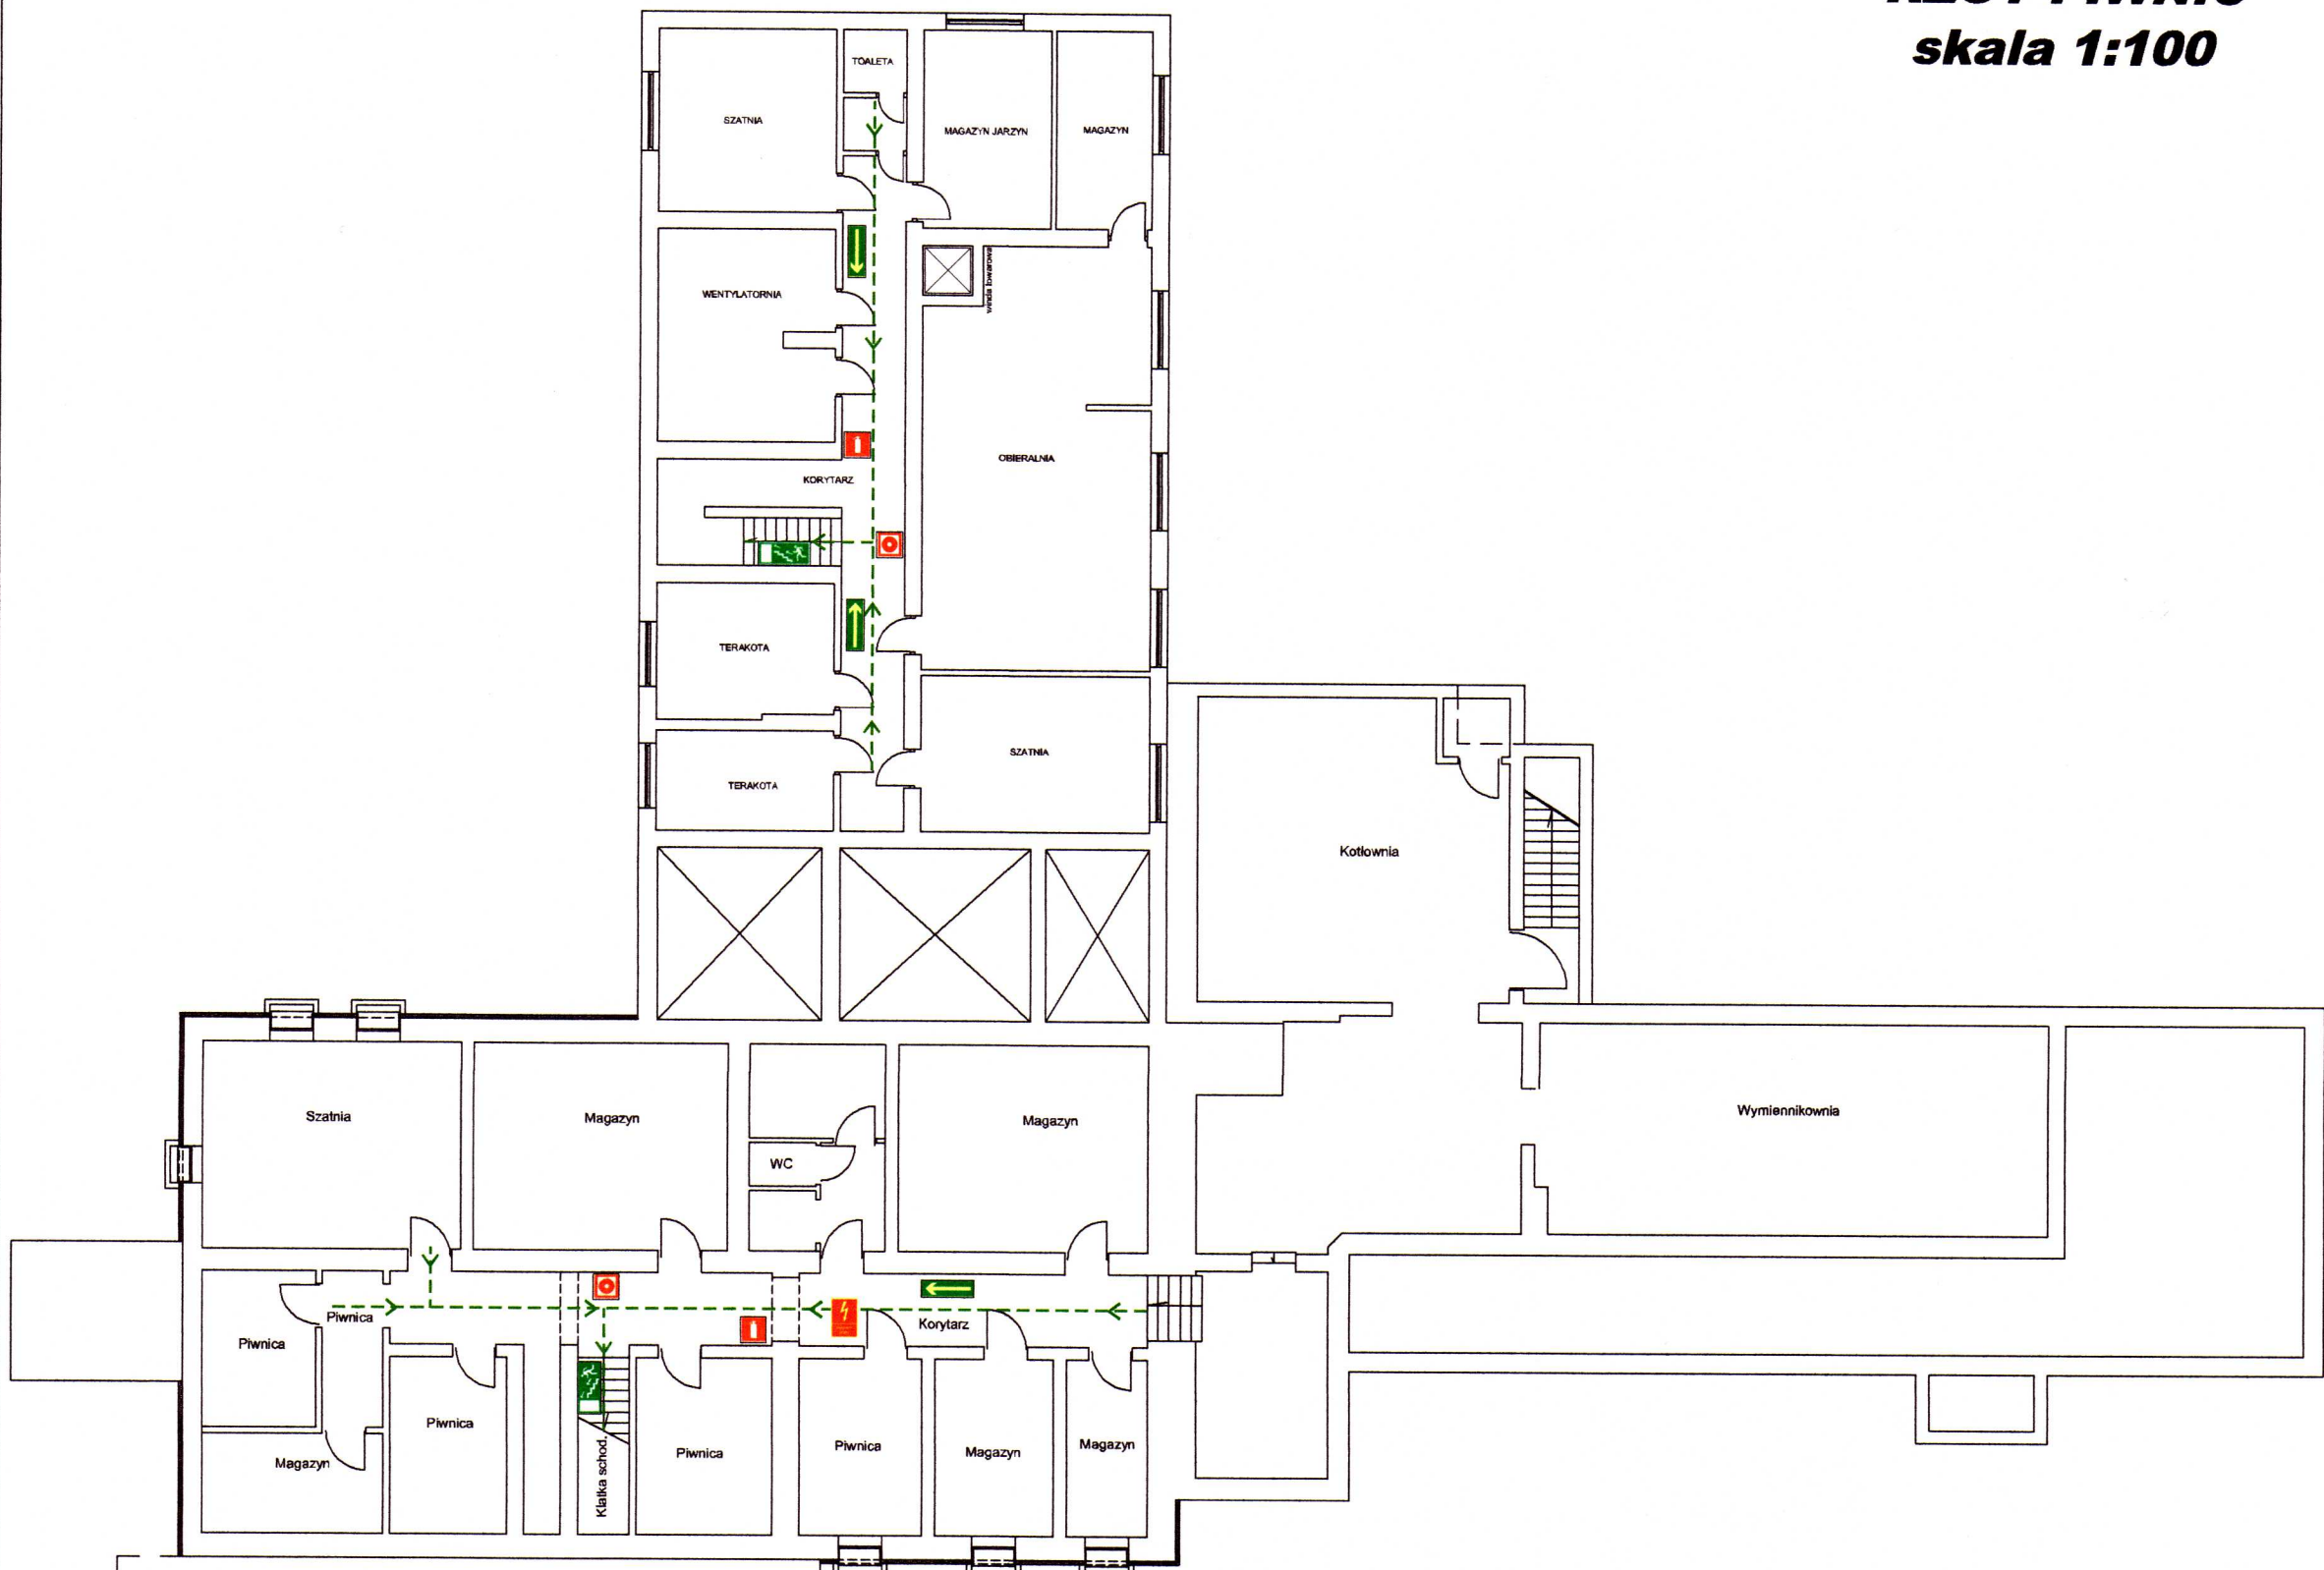 skala 1:100
TOALETA
SZATNIA
MAGAZYN JARZYN
MAGAZYN
WENTYLATORNIA
winda towarowa
OBIERALNIA
KORYTARZ
TERAKOTA
SZATNIA
TERAKOTA
Kotłownia
Szatnia
Magazyn
Magazyn
Wymiennikownia
WC
Piwnica
Korytarz
Piwnica
Piwnica
Magazyn
Klatka schod.
Piwnica
Piwnica
Magazyn
Magazyn